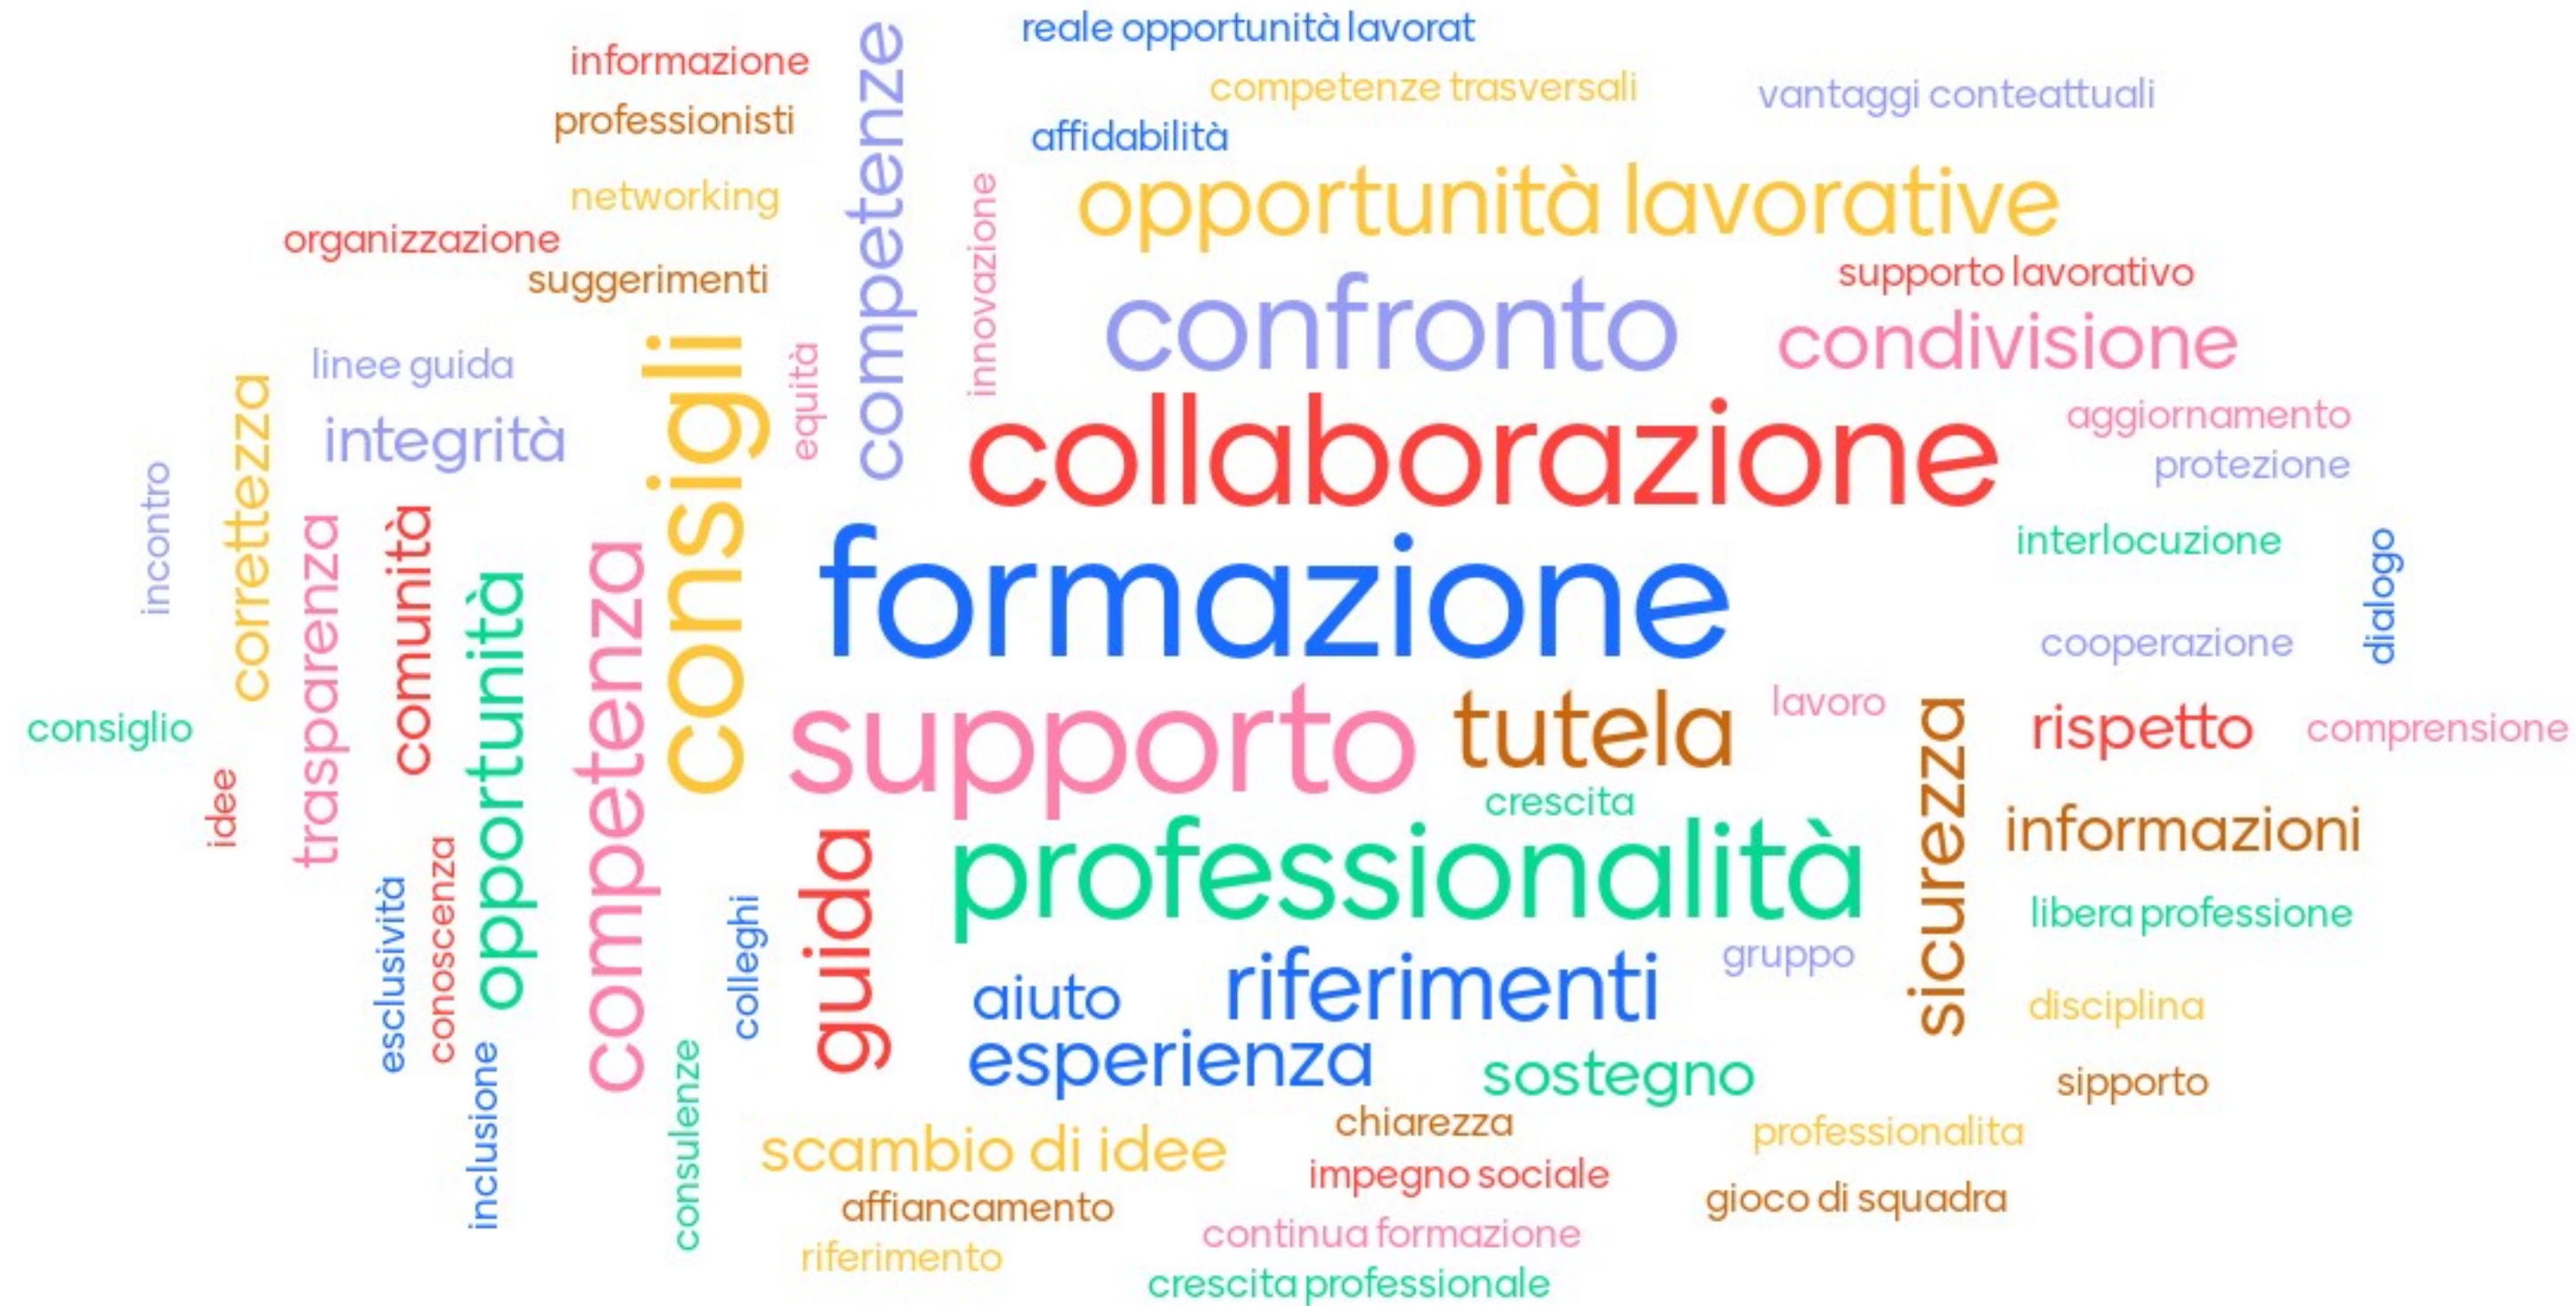 reale opportunità lavorat
informazione
competenze trasversali
vantaggi conteattuali
professionisti
affidabilità
competenze
networking
innovazione
opportunità lavorative
organizzazione
suggerimenti
supporto lavorativo
confronto
condivisione
linee guida
consigli
equità
correttezza
integrità
collaborazione
aggiornamento
protezione
incontro
trasparenza
comunità
opportunità
competenza
formazione
interlocuzione
dialogo
cooperazione
consiglio
supporto
tutela
lavoro
sicurezza
rispetto
comprensione
idee
crescita
informazioni
esclusività
conoscenza
colleghi
guida
professionalità
libera professione
gruppo
aiuto
riferimenti
disciplina
inclusione
consulenze
esperienza
sostegno
sipporto
scambio di idee
chiarezza
professionalita
impegno sociale
affiancamento
gioco di squadra
continua formazione
riferimento
crescita professionale